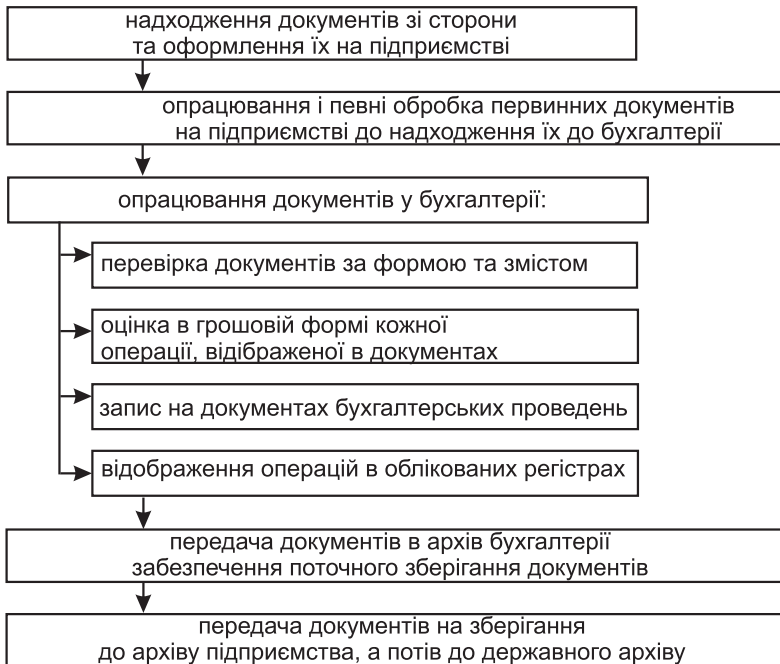 надходження документів зі сторони
та оформлення їх на підприємстві
опрацювання і певні обробка первинних документів
на підприємстві до надходження їх до бухгалтерії
опрацювання документів у бухгалтерії:
перевірка документів за формою та змістом
оцінка в грошовій формі кожної
операції, відібраженої в документах
запис на документах бухгалтерських проведень
відображення операцій в облікованих регістрах
передача документів в архів бухгалтерії
забезпечення поточного зберігання документів
передача документів на зберігання
до архіву підприємства, а потів до державного архіву